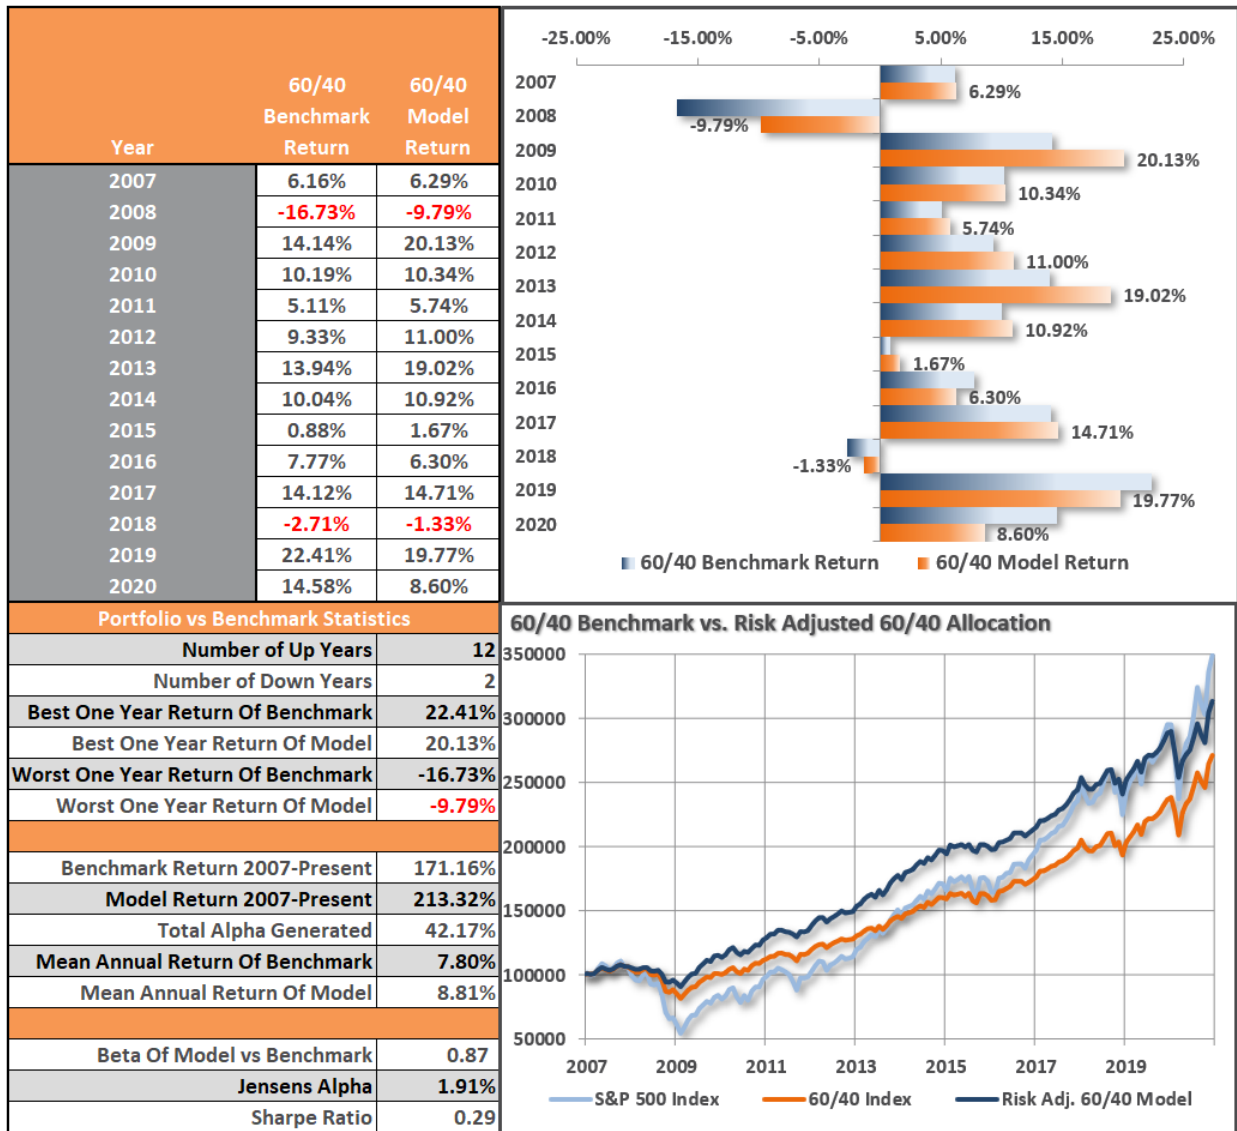 Year 60/40 Benchmark Return 60/40 Model Return
2007 6.16% 6.29%
2008 -16.73% -9.79%
2009 14.14% 20.13%
2010 10.19% 10.34%
2011 5.11% 5.74%
2012 9.33% 11.00%
2013 13.94% 19.02%
2014 10.04% 10.92%
2015 0.88% 1.67%
2016 7.77% 6.30%
2017 14.12% 14.71%
2018 -2.71% -1.33%
2019 22.41% 19.77%
2020 14.58% 8.60%
-25.00% -15.00% -5.00% 5.00% 15.00% 25.00%
2007 6.29%
2008 -9.79%
2009 20.13%
2010 10.34%
2011 5.74%
2012 11.00%
2013 19.02%
2014 10.92%
2015 1.67%
2016 6.30%
2017 14.71%
2018 -1.33%
2019 19.77%
2020 8.60%
60/40 Benchmark Return 60/40 Model Return
Portfolio vs Benchmark Statistics
Number of Up Years 12
Number of Down Years 2
Best One Year Return Of Benchmark 22.41%
Best One Year Return Of Model 20.13%
Worst One Year Return Of Benchmark -16.73%
Worst One Year Return Of Model -9.79%
Benchmark Return 2007-Present 171.16%
Model Return 2007-Present 213.32%
Total Alpha Generated 42.17%
Mean Annual Return Of Benchmark 7.80%
Mean Annual Return Of Model 8.81%
Beta Of Model vs Benchmark 0.87
Jensens Alpha 1.91%
Sharpe Ratio 0.29
60/40 Benchmark vs. Risk Adjusted 60/40 Allocation
350000
300000
250000
200000
150000
100000
50000
2007 2009 2011 2013 2015 2017 2019
S&P 500 Index 60/40 Index Risk Adj. 60/40 Model